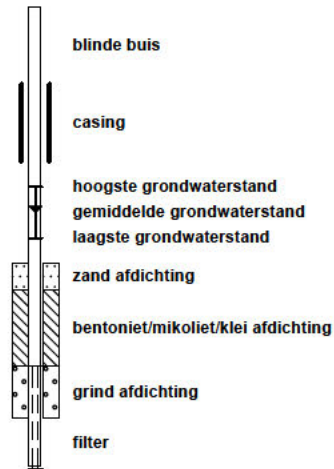 blinde buis
casing
hoogste grondwaterstand
gemiddelde grondwaterstand
laagste grondwaterstand
zand afdichting
bentoniet/mikoliet/klei afdichting
grind afdichting
filter